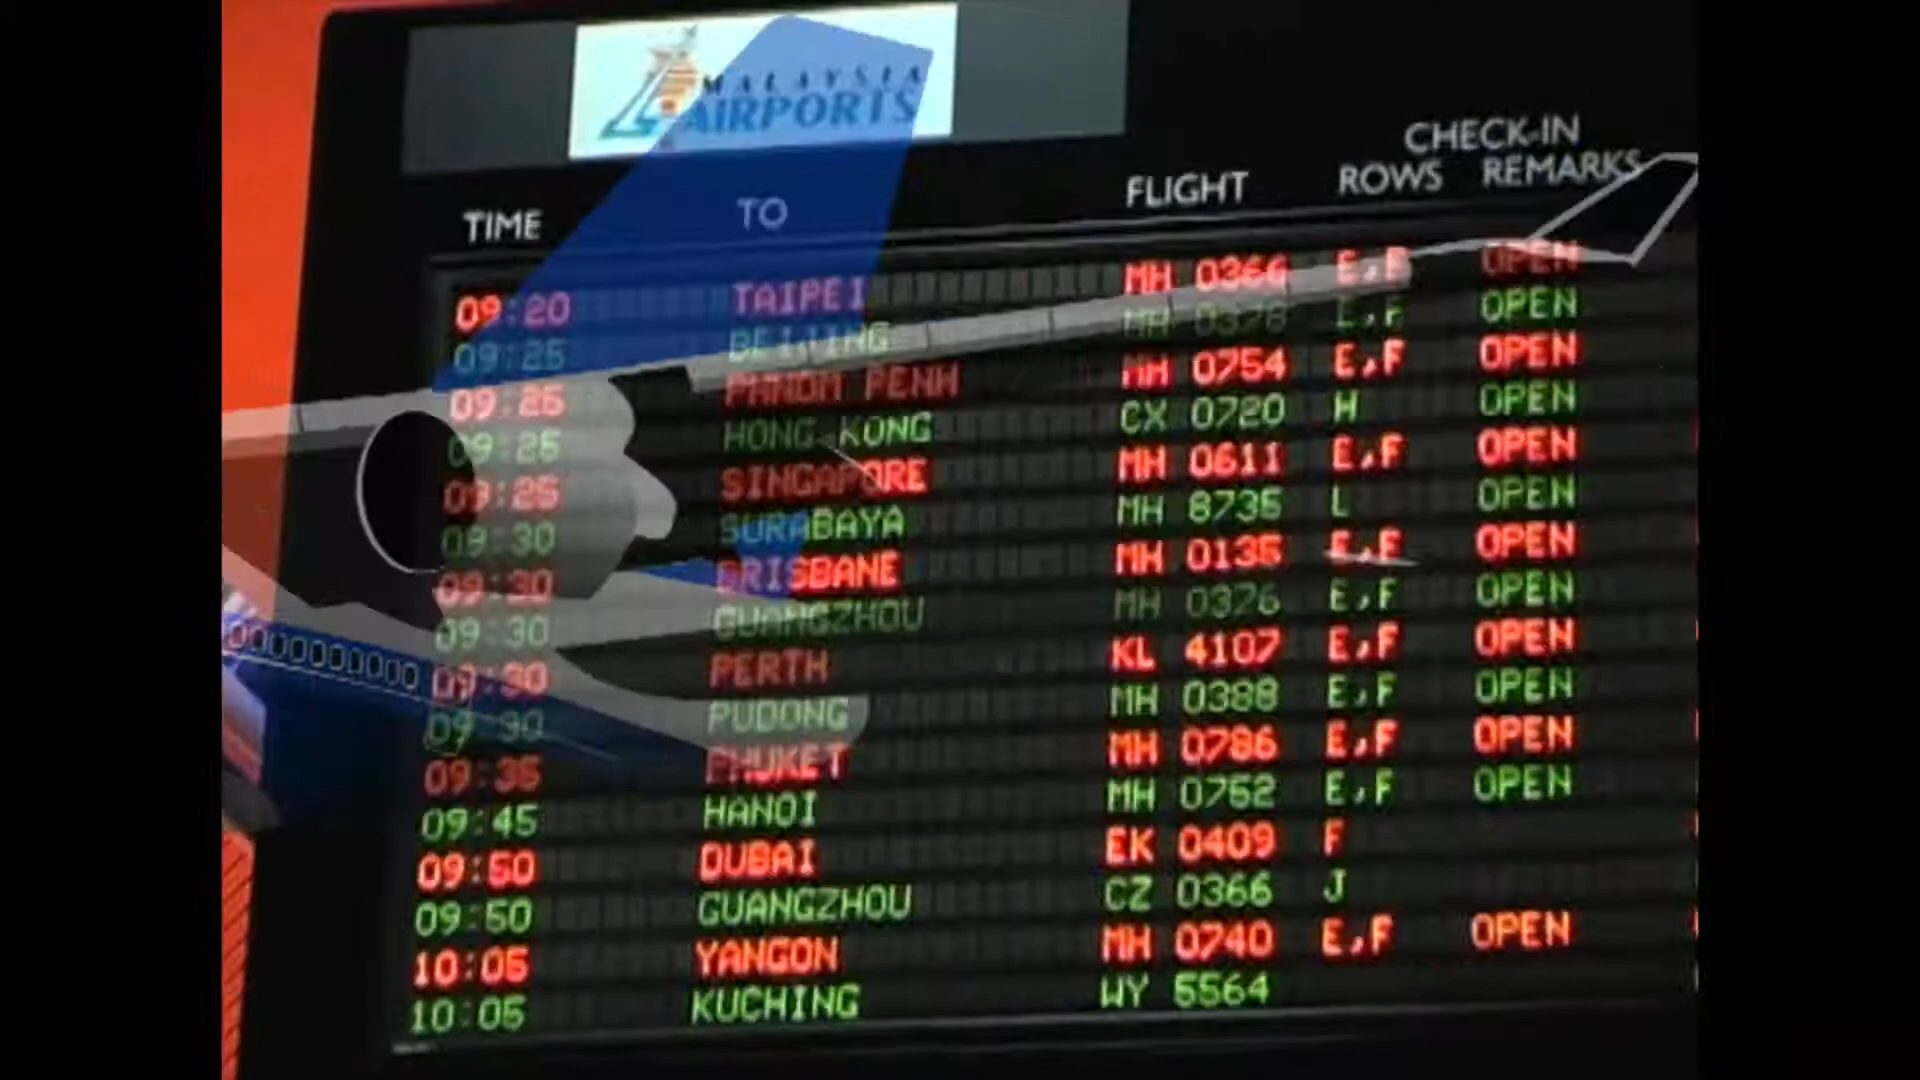 MALAYSIA
AIRPORTS
CHECK-IN
TIME TO FLIGHT ROWS REMARKS
09:20 TAIPEI MH 0366 E,F OPEN
09:25 BEIJING MH 0378 E,F OPEN
09:25 PHNOM PENH MH 0754 E,F OPEN
09:25 HONG KONG CX 0720 H OPEN
09:25 SINGAPORE MH 0611 E,F OPEN
09:30 SURABAYA MH 8735 L OPEN
09:30 BRISBANE MH 0135 E,F OPEN
09:30 GUANGZHOU MH 0376 E,F OPEN
09:30 PERTH KL 4107 E,F OPEN
09:30 PUDONG MH 0388 E,F OPEN
09:35 PHUKET MH 0786 E,F OPEN
09:45 HANOI MH 0752 E,F OPEN
09:50 DUBAI EK 0409 F
09:50 GUANGZHOU CZ 0366 J
10:05 YANGON MH 0740 E,F OPEN
10:05 KUCHING WY 5564